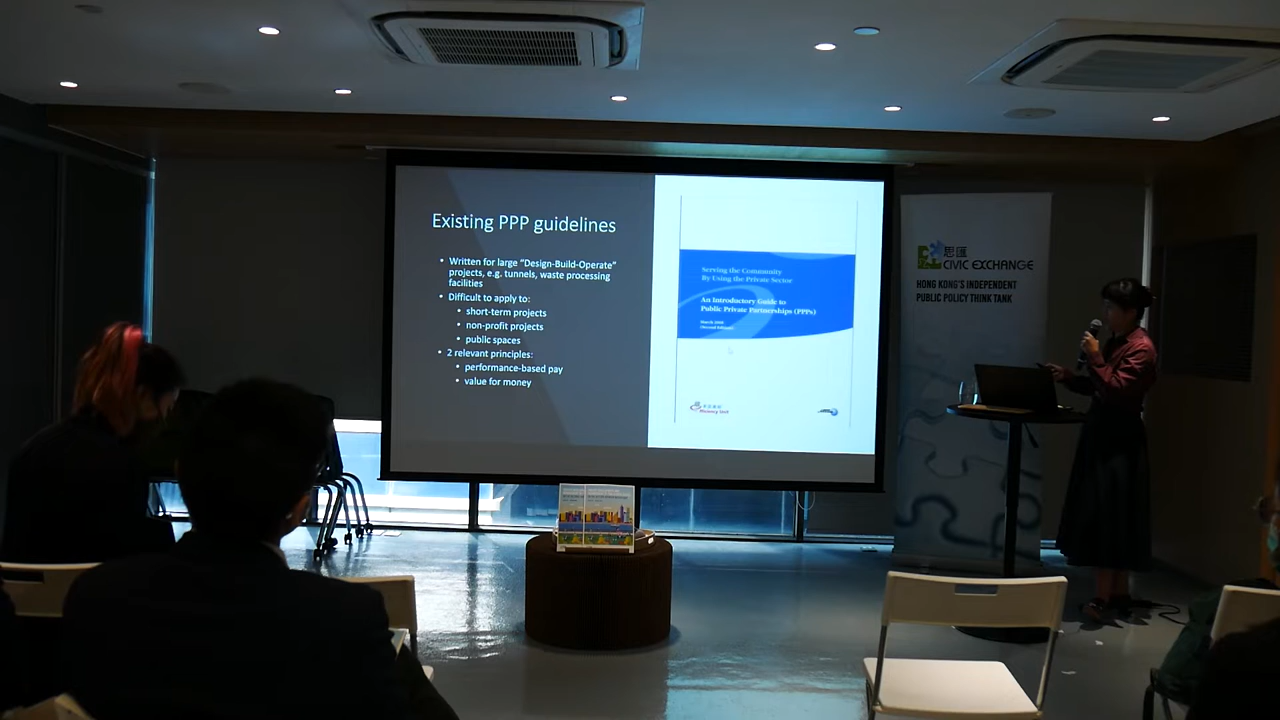 Existing PPP guidelines
• Written for large "Design-Build-Operate"
projects, e.g. tunnels, waste processing
facilities
• Difficult to apply to:
• short-term projects
• non-profit projects
• public spaces
• 2 relevant principles:
• performance-based pay
• value for money
Serving the Community
By Using the Private Sector
An Introductory Guide to
Public Private Partnerships (PPPs)
(Second Edition)
思匯
CIVIC EXCHANGE
HONG KONG'S INDEPENDENT
PUBLIC POLICY THINK TANK